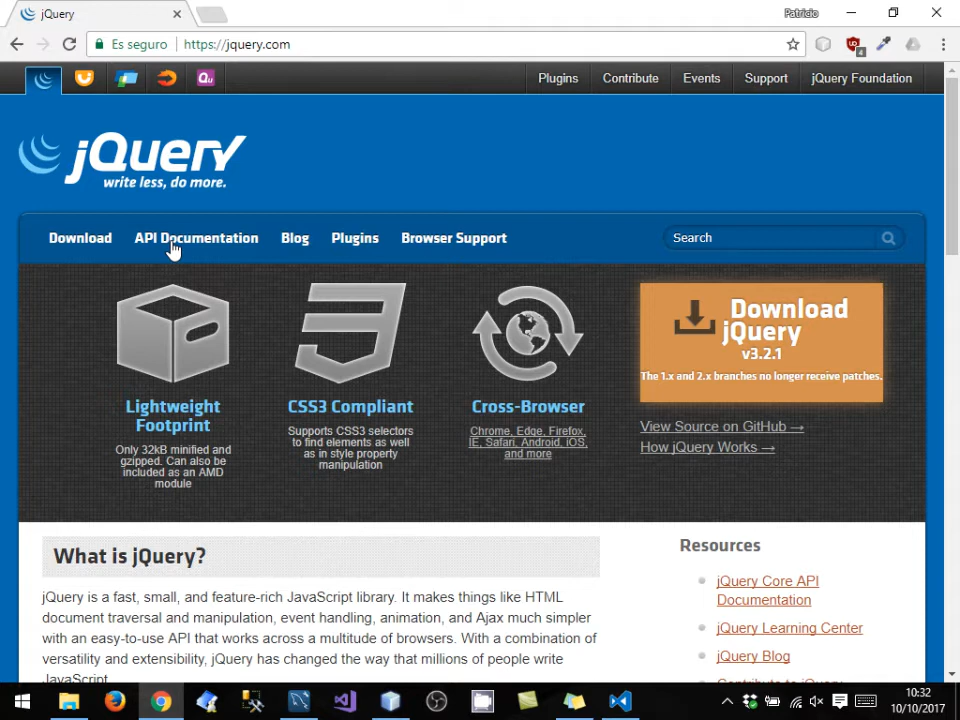 jQuery
Patricio
Es seguro
https://jquery.com
4
Qu
Plugins
Contribute
Events
Support
jQuery Foundation
jQuery
write less, do more.
Download
API Documentation
Blog
Plugins
Browser Support
Search
Lightweight
Footprint
Only 32kB minified and
gzipped. Can also be
included as an AMD
module
CSS3 Compliant
Supports CSS3 selectors
to find elements as well
as in style property
manipulation
Cross-Browser
Chrome, Edge, Firefox,
IE, Safari, Android, iOS,
and more
Download
jQuery
v3.2.1
The 1.x and 2.x branches no longer receive patches.
View Source on GitHub →
How jQuery Works →
What is jQuery?
jQuery is a fast, small, and feature-rich JavaScript library. It makes things like HTML
document traversal and manipulation, event handling, animation, and Ajax much simpler
with an easy-to-use API that works across a multitude of browsers. With a combination of
versatility and extensibility, jQuery has changed the way that millions of people write
JavaScript.
Resources
jQuery Core API
Documentation
jQuery Learning Center
jQuery Blog
Contribute to jQuery
10:32
10/10/2017